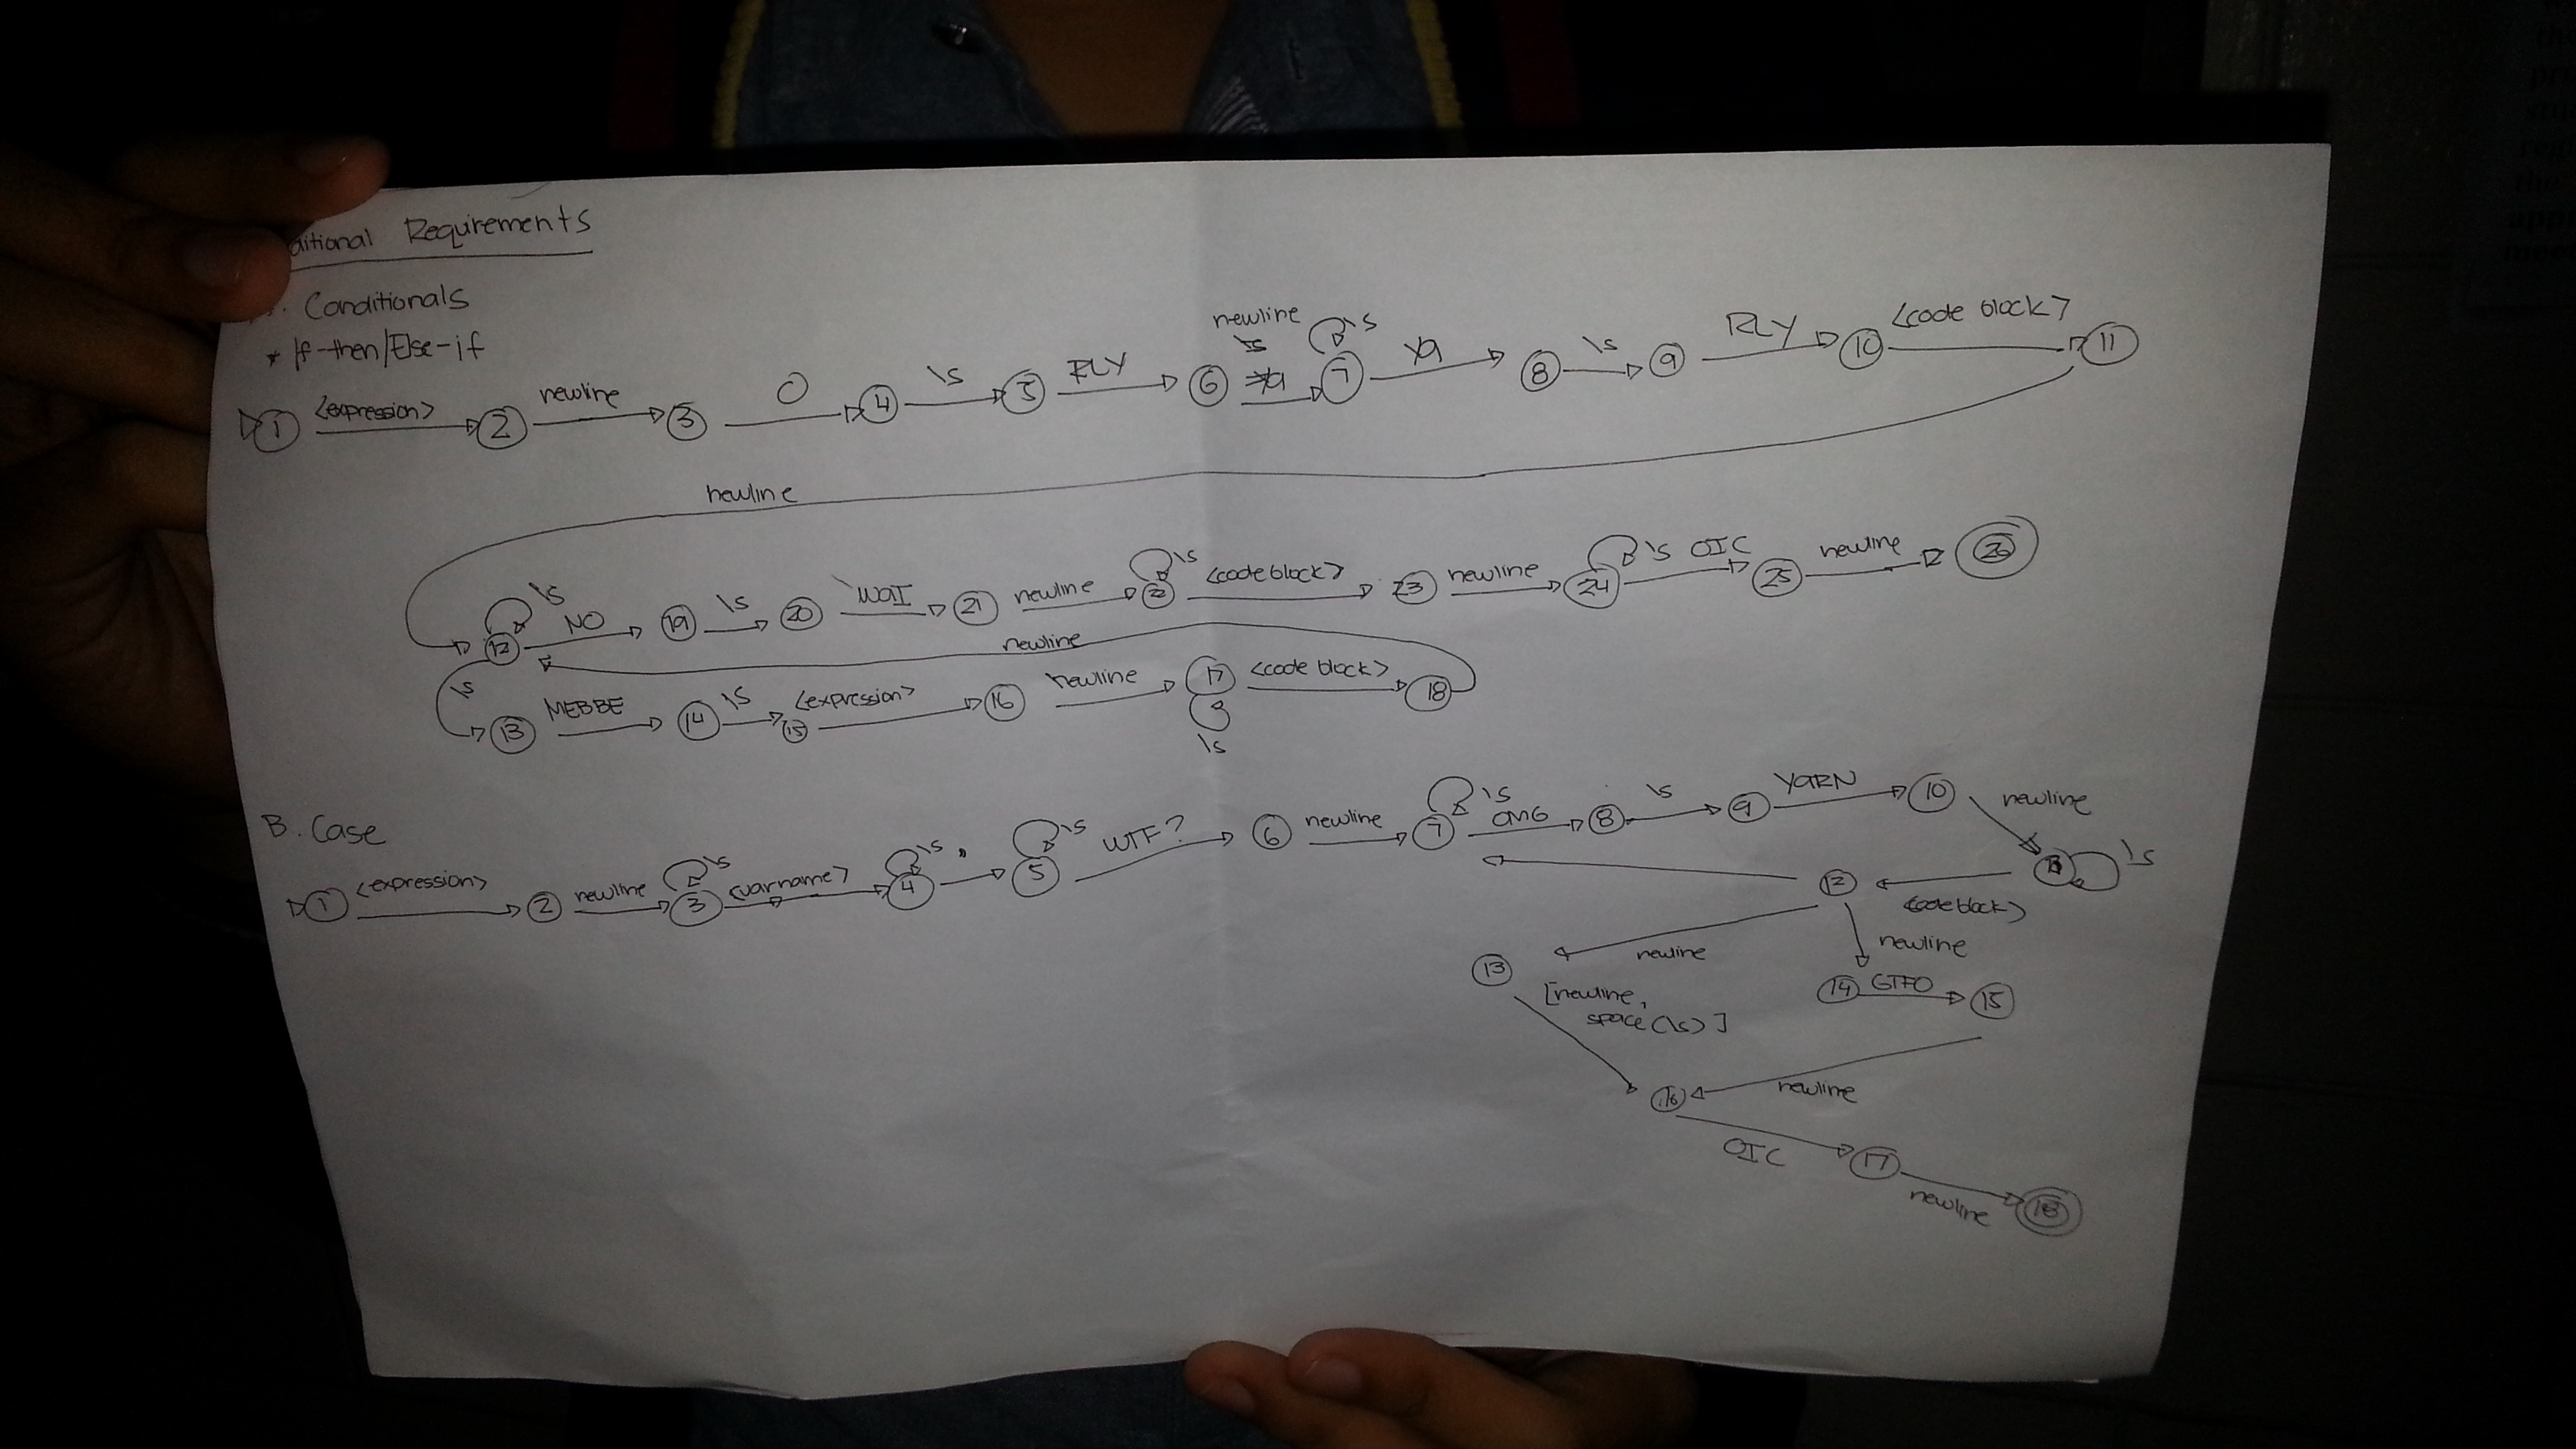 ditional Requirements
. Conditionals
* If-then/Else-if
newline \s
\s YA RLY <code block>
1 <expression> 2 newline 3 O 4 \s 5 RLY 6 7 8 \s 9 10 11
newline
\s \s \s OIC newline
12 NO 19 \s 20 WAI 21 newline 22 <code block> 23 newline 24 25 26
newline
\s 13 MEBBE 14 \s 15 <expression> 16 newline 17 <code block> 18
\s
B. Case
1 <expression> 2 newline 3 \s <varname> 4 \s , 5 \s WTF? 6 newline 7 \s OMG 8 \s 9 YARN 10 newline
\s
12 <code block>
newline newline
13 14 GTFO 15
[newline,
space(\s)]
16 newline
OIC 17
newline 18